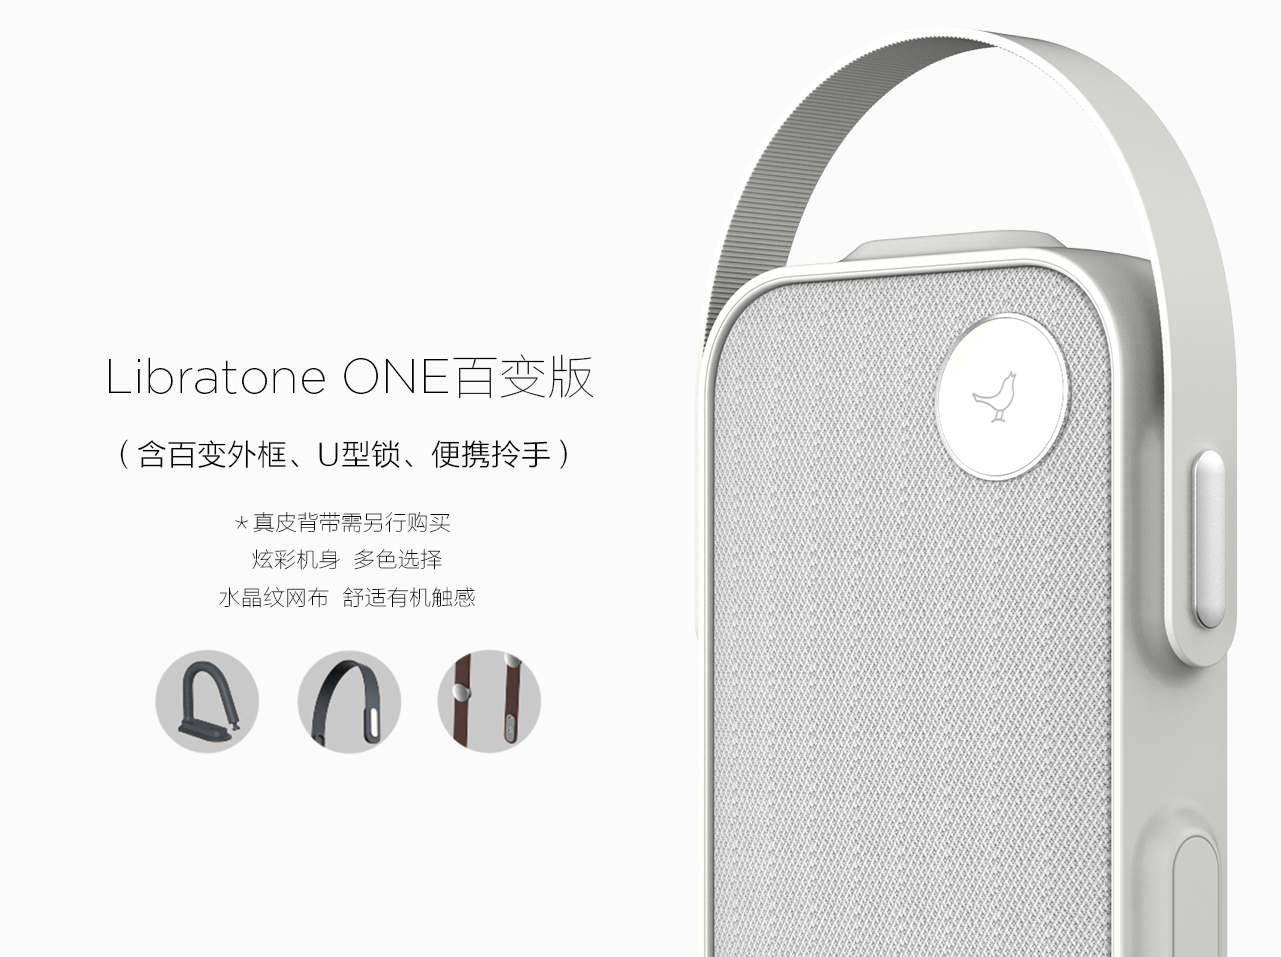 Libratone ONE百变版
（含百变外框、U型锁、便携拎手）
＊真皮背带需另行购买
炫彩机身 多色选择
水晶纹网布 舒适有机触感